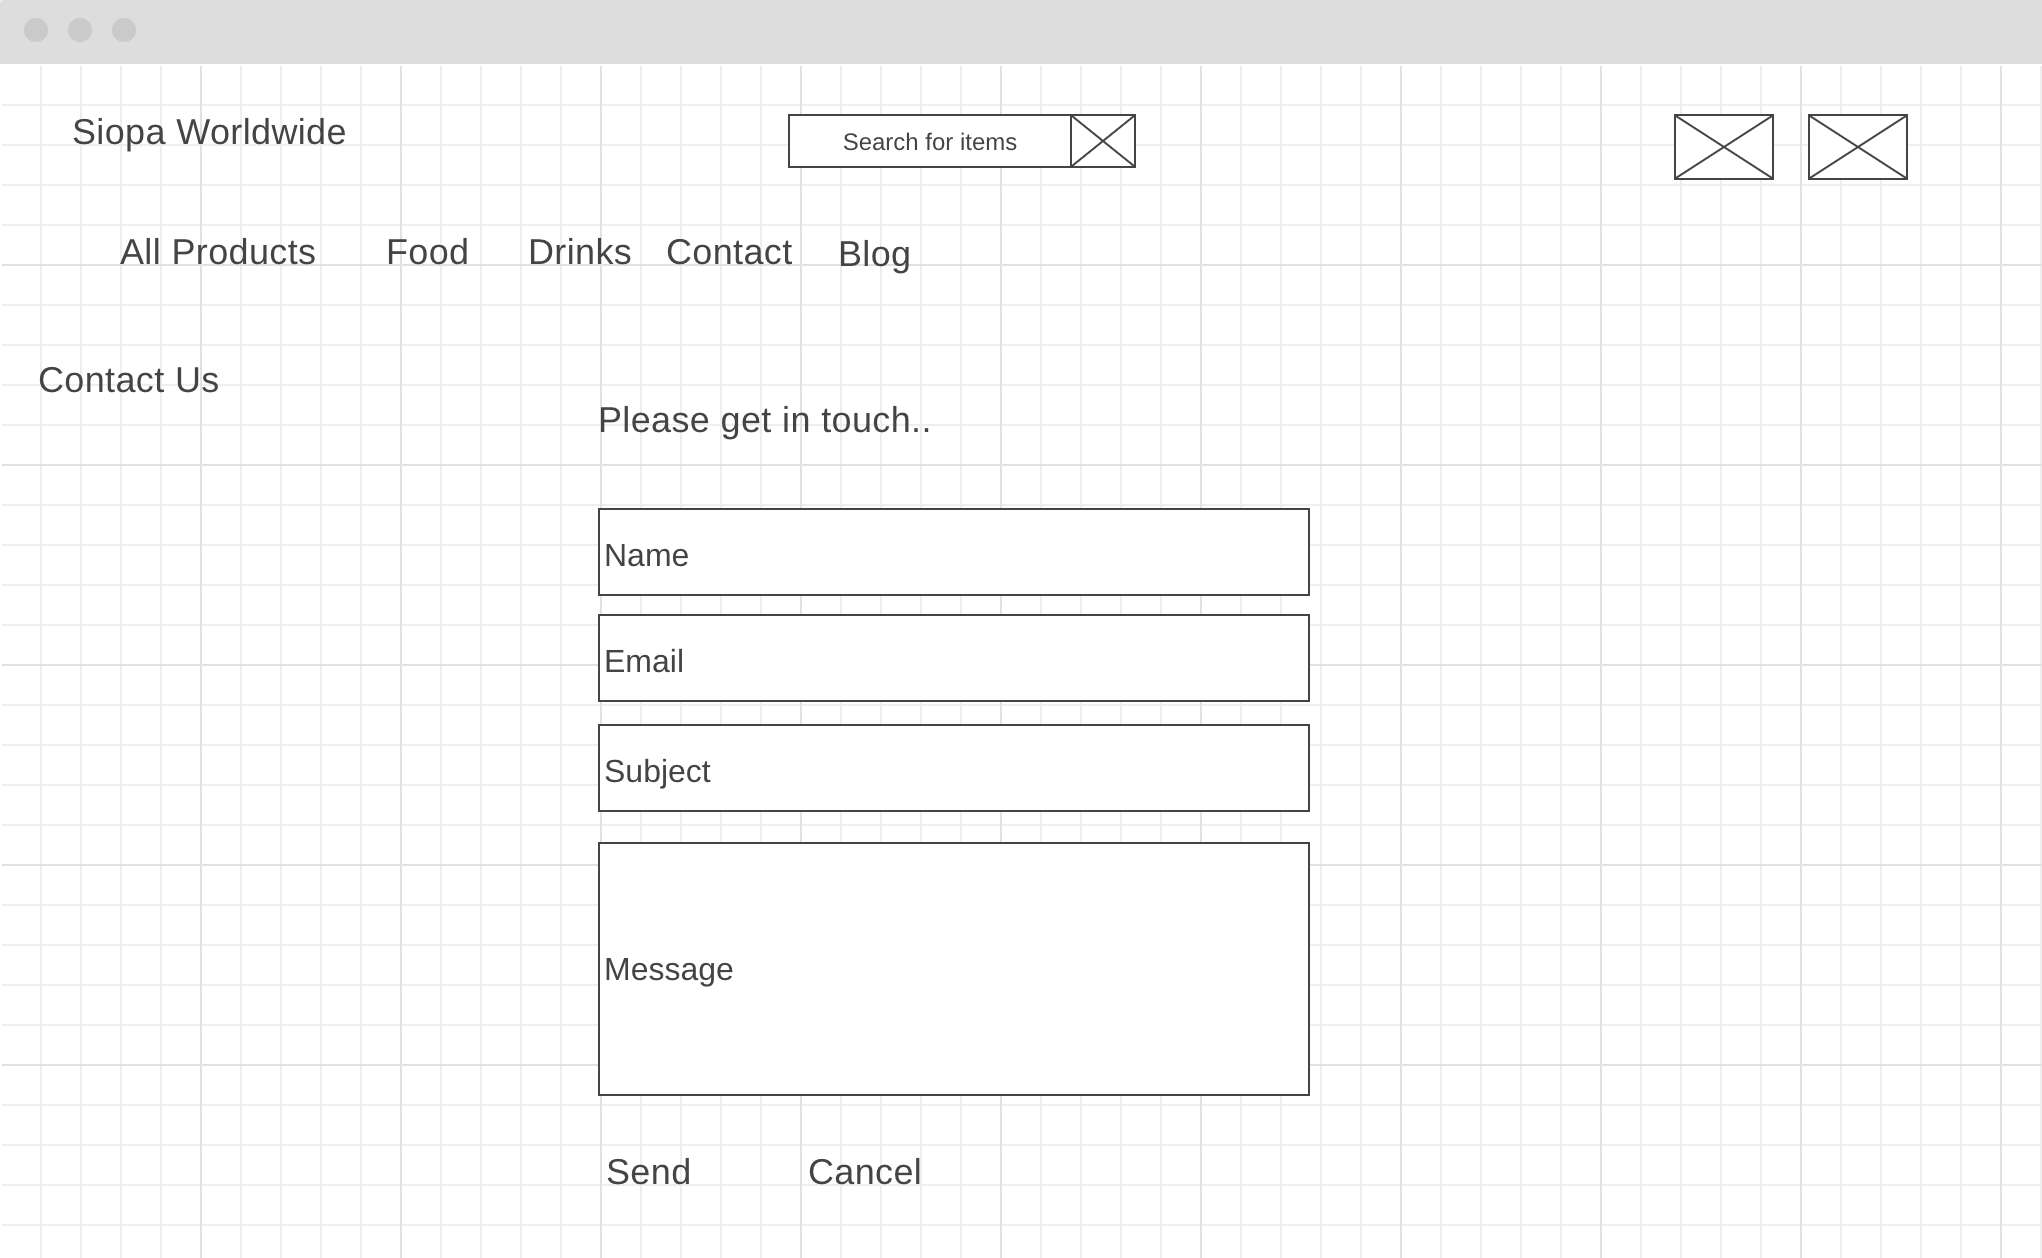 Siopa Worldwide
Search for items
All Products Food Drinks Contact Blog
Contact Us
Please get in touch..
Name
Email
Subject
Message
Send Cancel